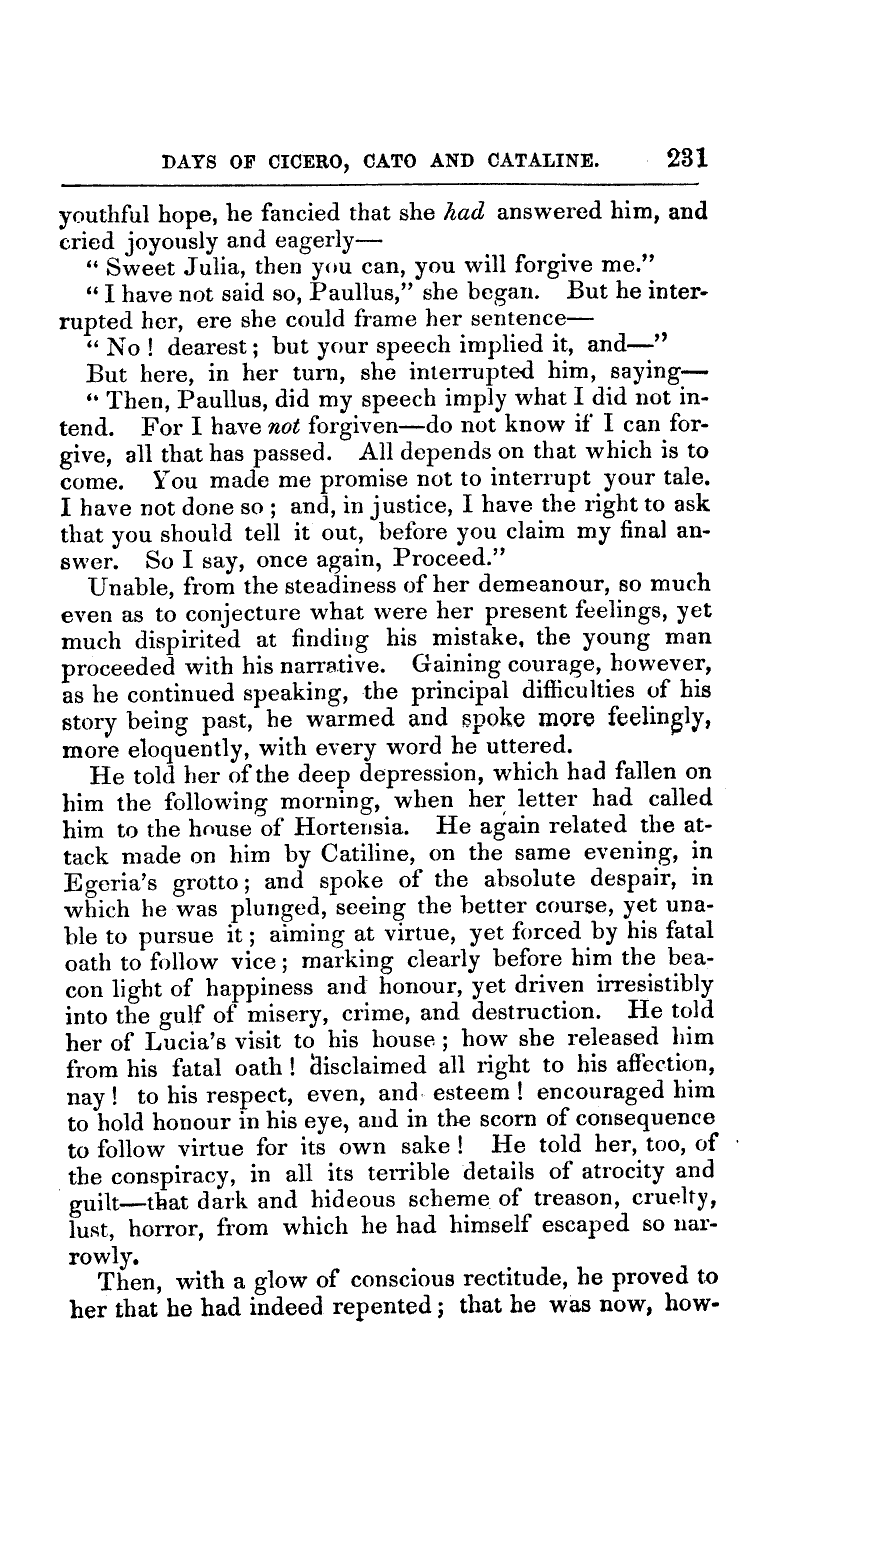 DAYS OF CICERO, CATO AND CATALINE. 231
youthful hope, he fancied that she had answered him, and
cried joyously and eagerly—
“ Sweet Julia, then you can, you will forgive me.”
“ I have not said so, Paullus,” she began. But he inter-
rupted her, ere she could frame her sentence—
“ No ! dearest ; but your speech implied it, and—”
But here, in her turn, she interrupted him, saying—
“ Then, Paullus, did my speech imply what I did not in-
tend. For I have not forgiven—do not know if I can for-
give, all that has passed. All depends on that which is to
come. You made me promise not to interrupt your tale.
I have not done so ; and, in justice, I have the right to ask
that you should tell it out, before you claim my final an-
swer. So I say, once again, Proceed.”
Unable, from the steadiness of her demeanour, so much
even as to conjecture what were her present feelings, yet
much dispirited at finding his mistake, the young man
proceeded with his narrative. Gaining courage, however,
as he continued speaking, the principal difficulties of his
story being past, he warmed and spoke more feelingly,
more eloquently, with every word he uttered.
He told her of the deep depression, which had fallen on
him the following morning, when her letter had called
him to the house of Hortensia. He again related the at-
tack made on him by Catiline, on the same evening, in
Egeria’s grotto ; and spoke of the absolute despair, in
which he was plunged, seeing the better course, yet una-
ble to pursue it ; aiming at virtue, yet forced by his fatal
oath to follow vice ; marking clearly before him the bea-
con light of happiness and honour, yet driven irresistibly
into the gulf of misery, crime, and destruction. He told
her of Lucia’s visit to his house ; how she released him
from his fatal oath ! disclaimed all right to his affection,
nay ! to his respect, even, and esteem ! encouraged him
to hold honour in his eye, and in the scorn of consequence
to follow virtue for its own sake ! He told her, too, of
the conspiracy, in all its terrible details of atrocity and
guilt—that dark and hideous scheme of treason, cruelty,
lust, horror, from which he had himself escaped so nar-
rowly.
Then, with a glow of conscious rectitude, he proved to
her that he had indeed repented ; that he was now, how-